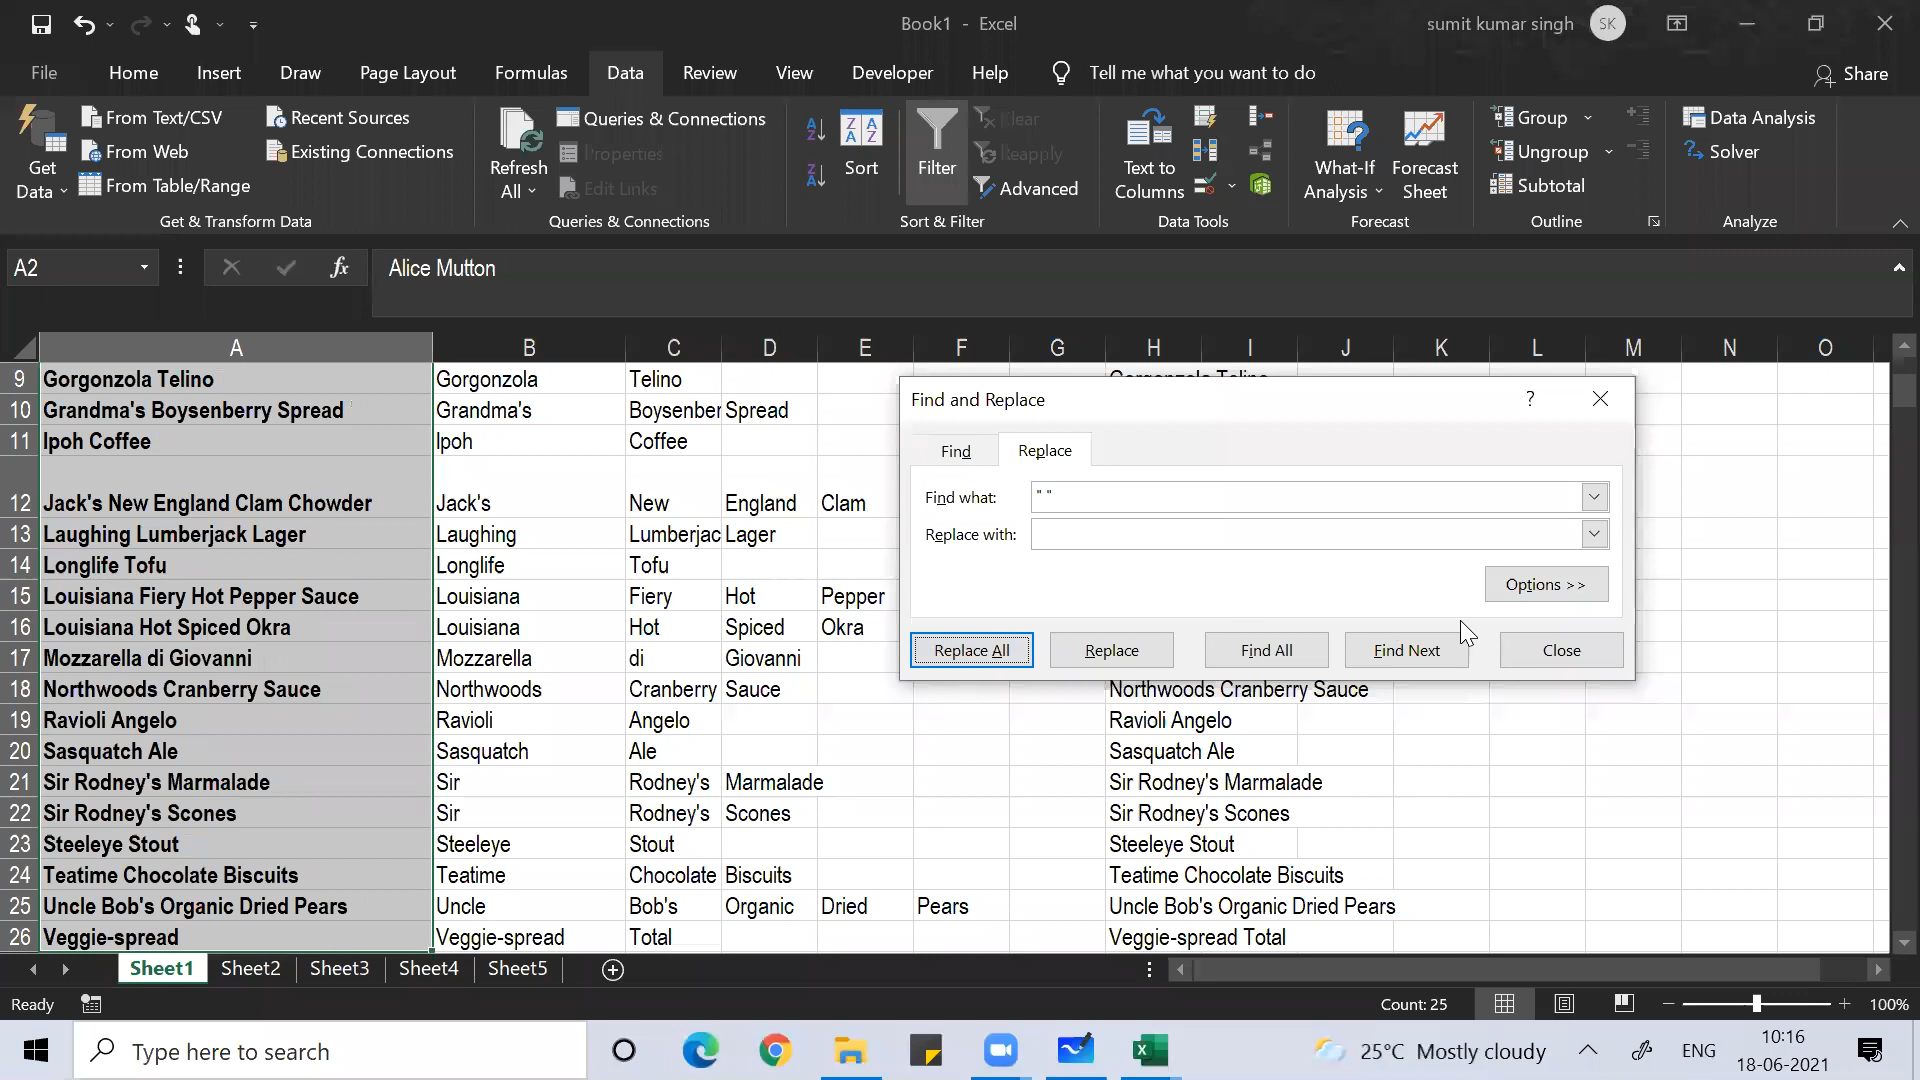 Book1 - Excel
sumit kumar singh
SK
File
Home
Insert
Draw
Page Layout
Formulas
Data
Review
View
Developer
Help
Tell me what you want to do
Share
Get
Data
From Text/CSV
From Web
From Table/Range
Recent Sources
Existing Connections
Get & Transform Data
Refresh
All
Queries & Connections
Properties
Edit Links
Queries & Connections
Sort
Filter
Clear
Reapply
Advanced
Sort & Filter
Text to
Columns
Data Tools
What-If
Analysis
Forecast
Sheet
Forecast
Group
Ungroup
Subtotal
Outline
Data Analysis
Solver
Analyze
A2
fx
Alice Mutton
A B C D E F G H I J K L M N O
9 Gorgonzola Telino Gorgonzola Telino Gorgonzola Telino
10 Grandma's Boysenberry Spread Grandma's Boysenber Spread
11 Ipoh Coffee Ipoh Coffee
12 Jack's New England Clam Chowder Jack's New England Clam
13 Laughing Lumberjack Lager Laughing Lumberjac Lager
14 Longlife Tofu Longlife Tofu
15 Louisiana Fiery Hot Pepper Sauce Louisiana Fiery Hot Pepper
16 Louisiana Hot Spiced Okra Louisiana Hot Spiced Okra
17 Mozzarella di Giovanni Mozzarella di Giovanni
18 Northwoods Cranberry Sauce Northwoods Cranberry Sauce Northwoods Cranberry Sauce
19 Ravioli Angelo Ravioli Angelo Ravioli Angelo
20 Sasquatch Ale Sasquatch Ale Sasquatch Ale
21 Sir Rodney's Marmalade Sir Rodney's Marmalade Sir Rodney's Marmalade
22 Sir Rodney's Scones Sir Rodney's Scones Sir Rodney's Scones
23 Steeleye Stout Steeleye Stout Steeleye Stout
24 Teatime Chocolate Biscuits Teatime Chocolate Biscuits Teatime Chocolate Biscuits
25 Uncle Bob's Organic Dried Pears Uncle Bob's Organic Dried Pears Uncle Bob's Organic Dried Pears
26 Veggie-spread Veggie-spread Total Veggie-spread Total
Find and Replace
?
Find
Replace
Find what:
" "
Replace with:
Options >>
Replace All
Replace
Find All
Find Next
Close
Sheet1
Sheet2
Sheet3
Sheet4
Sheet5
Ready
Count: 25
100%
Type here to search
25°C Mostly cloudy
ENG
10:16
18-06-2021